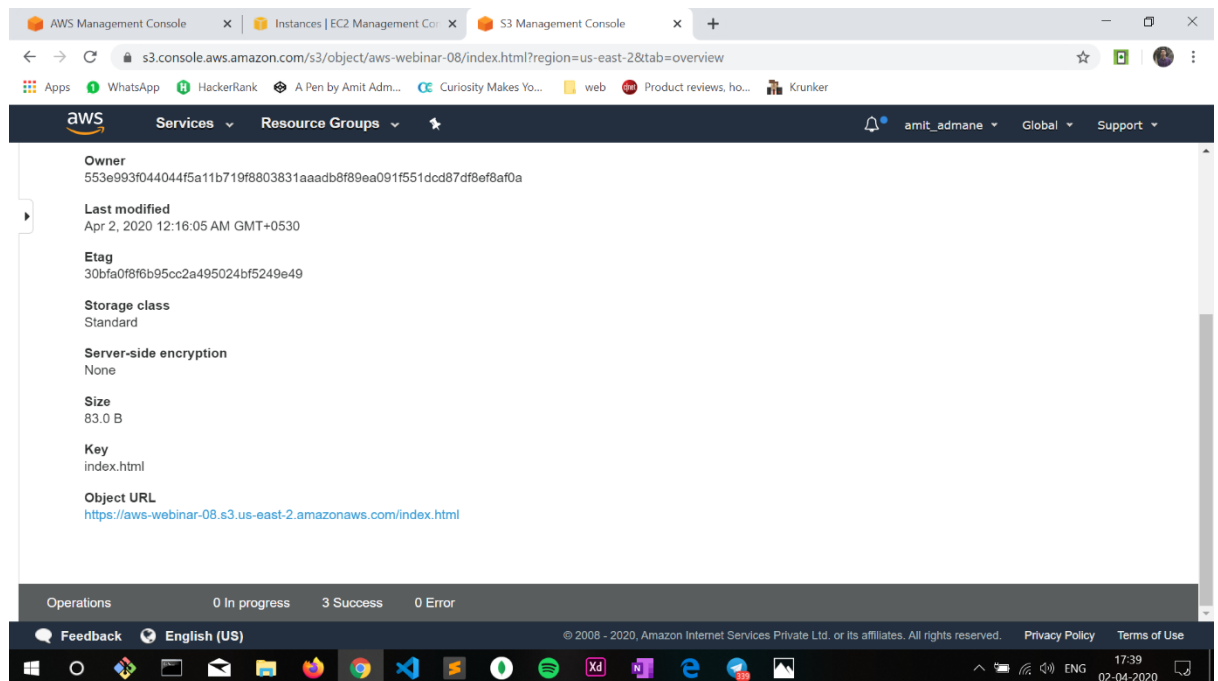 AWS Management Console
Instances | EC2 Management Cor
S3 Management Console
s3.console.aws.amazon.com/s3/object/aws-webinar-08/index.html?region=us-east-2&tab=overview
Apps WhatsApp HackerRank A Pen by Amit Adm... Curiosity Makes Yo... web Product reviews, ho... Krunker
aws Services Resource Groups amit_admane Global Support
Owner
553e993f044044f5a11b719f8803831aaadb8f89ea091f551dcd87df8ef8af0a
Last modified
Apr 2, 2020 12:16:05 AM GMT+0530
Etag
30bfa0f8f6b95cc2a495024bf5249e49
Storage class
Standard
Server-side encryption
None
Size
83.0 B
Key
index.html
Object URL
https://aws-webinar-08.s3.us-east-2.amazonaws.com/index.html
Operations 0 In progress 3 Success 0 Error
Feedback English (US) © 2008 - 2020, Amazon Internet Services Private Ltd. or its affiliates. All rights reserved. Privacy Policy Terms of Use
Xd N 339 ENG 17:39
02-04-2020